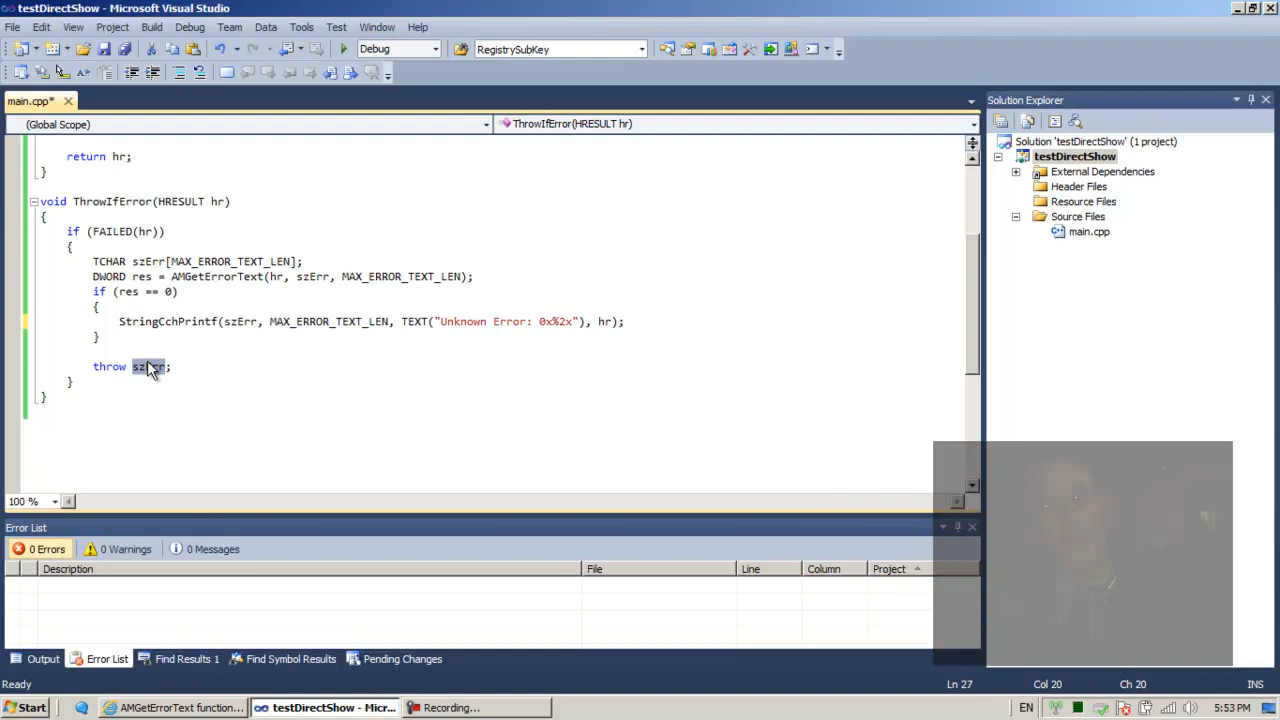 testDirectShow - Microsoft Visual Studio
File Edit View Project Build Debug Team Data Tools Test Window Help
Debug RegistrySubKey
main.cpp*
Solution Explorer
(Global Scope) ThrowIfError(HRESULT hr)
Solution 'testDirectShow' (1 project)
testDirectShow
External Dependencies
Header Files
Resource Files
Source Files
main.cpp
return hr;
}
void ThrowIfError(HRESULT hr)
{
if (FAILED(hr))
{
TCHAR szErr[MAX_ERROR_TEXT_LEN];
DWORD res = AMGetErrorText(hr, szErr, MAX_ERROR_TEXT_LEN);
if (res == 0)
{
StringCchPrintf(szErr, MAX_ERROR_TEXT_LEN, TEXT("Unknown Error: 0x%2x"), hr);
}
throw szErr;
}
}
100 %
Error List
0 Errors 0 Warnings 0 Messages
Description File Line Column Project
Output Error List Find Results 1 Find Symbol Results Pending Changes
Ready Ln 27 Col 20 Ch 20 INS
Start AMGetErrorText function... testDirectShow - Micr... Recording... EN 5:53 PM